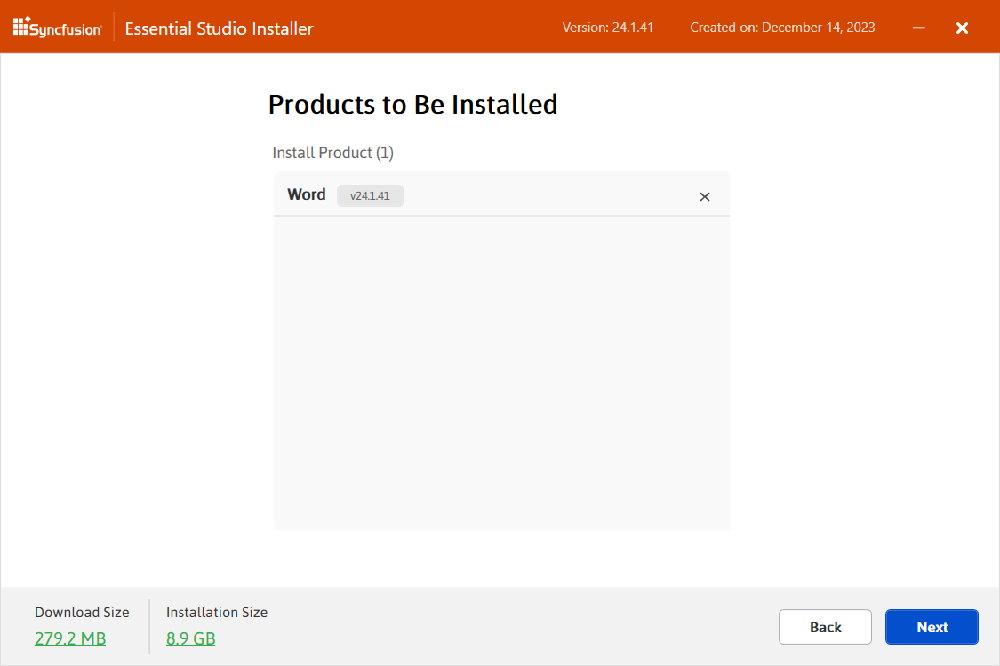 Syncfusion Essential Studio Installer Version: 24.1.41 Created on: December 14, 2023
Products to Be Installed
Install Product (1)
Word v24.1.41
Download Size Installation Size
279.2 MB 8.9 GB
Back Next